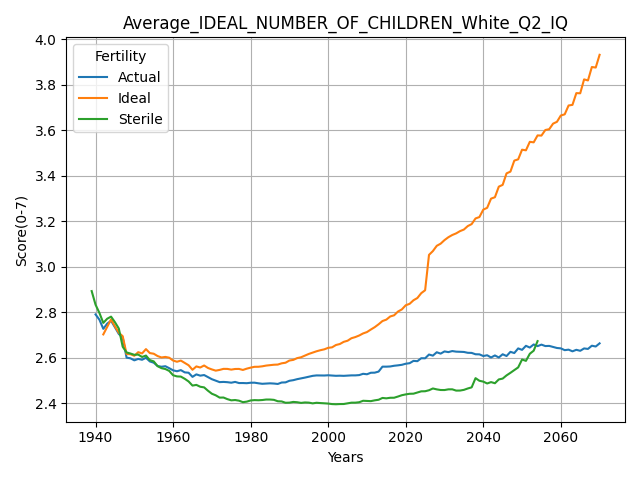 Average_IDEAL_NUMBER_OF_CHILDREN_White_Q2_IQ
Fertility
Actual
Ideal
Sterile
Score(0-7)
4.0
3.8
3.6
3.4
3.2
3.0
2.8
2.6
2.4
1940 1960 1980 2000 2020 2040 2060
Years